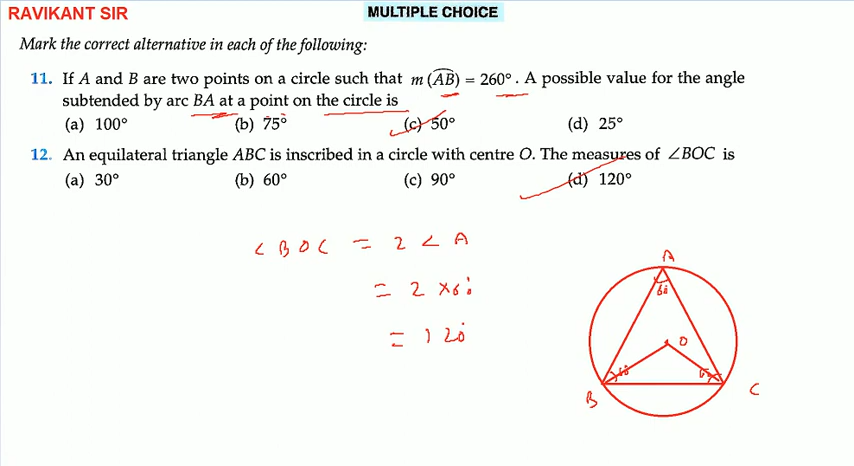 RAVIKANT SIR
MULTIPLE CHOICE
Mark the correct alternative in each of the following:
11. If A and B are two points on a circle such that m(A͡B) = 260°. A possible value for the angle
subtended by arc BA at a point on the circle is
(a) 100° (b) 75° (c) 50° (d) 25°
12. An equilateral triangle ABC is inscribed in a circle with centre O. The measures of ∠BOC is
(a) 30° (b) 60° (c) 90° (d) 120°
∠BOC = 2∠A
= 2×60°
= 120°
A
60°
O
60°
B
C